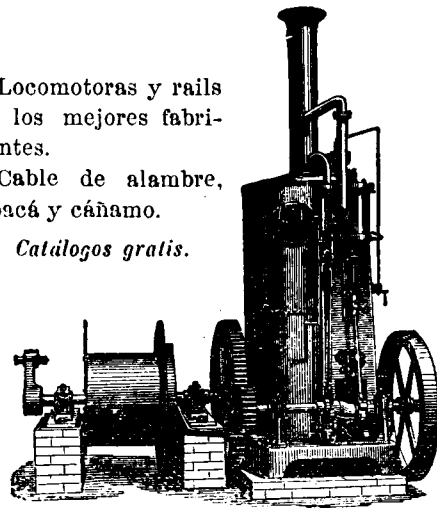 Locomotoras y rails
los mejores fabri-
ntes.
Cable de alambre,
acá y cáñamo.
Catálogos gratis.